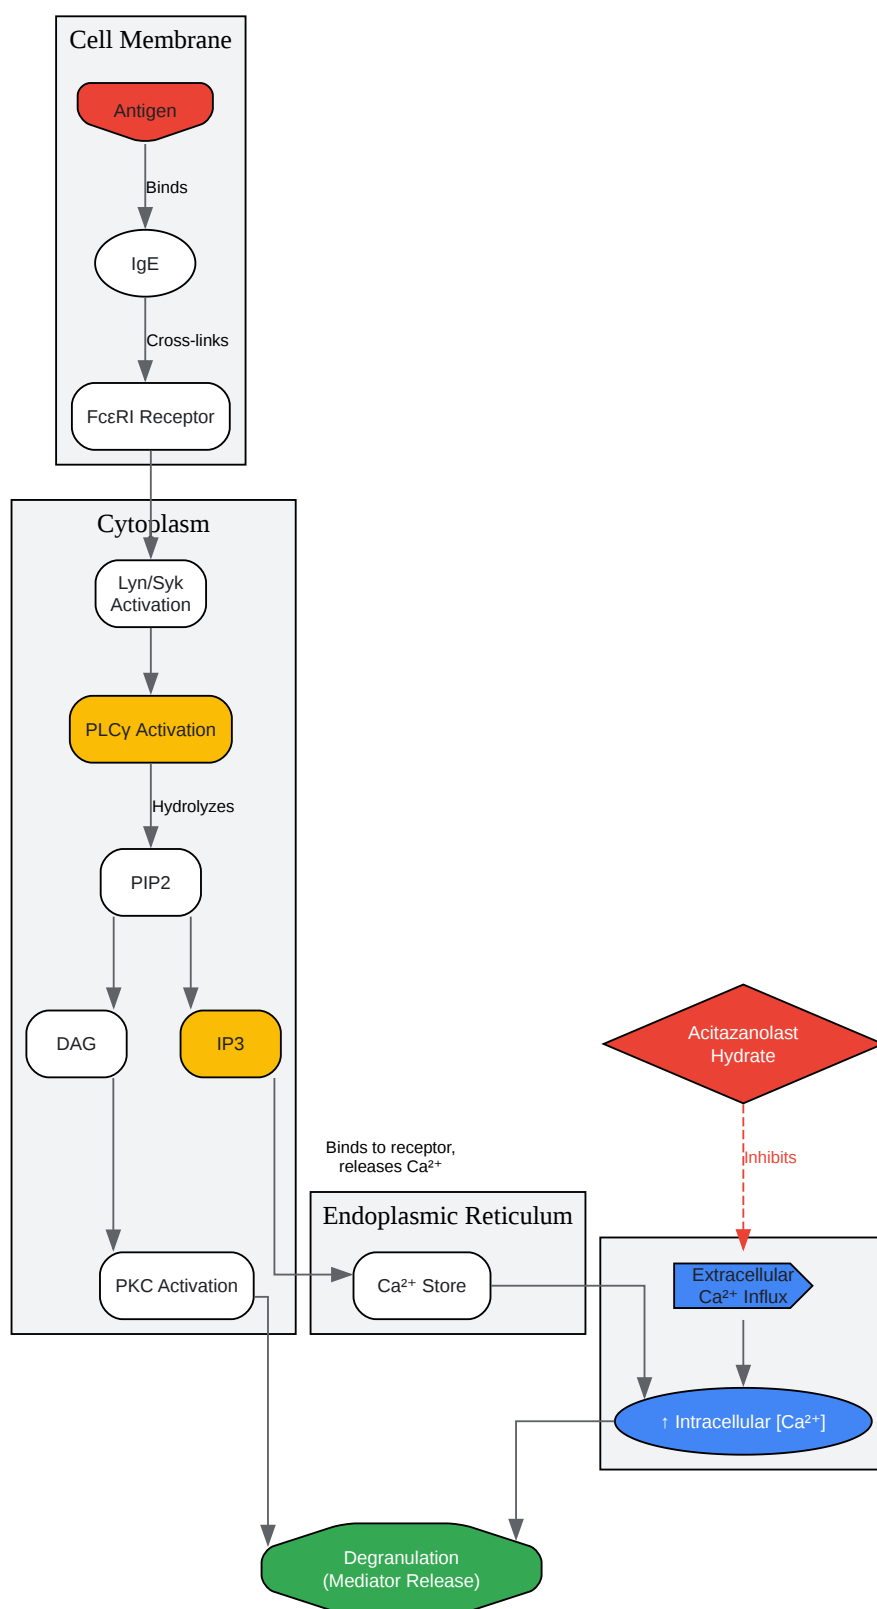 Cell Membrane
Antigen
Binds
IgE
Cross-links
FcεRI Receptor
Cytoplasm
Lyn/Syk
Activation
PLCγ Activation
Hydrolyzes
PIP2
DAG
IP3
Acitazanolast
Hydrate
Binds to receptor,
releases Ca²⁺
Inhibits
Endoplasmic Reticulum
PKC Activation
Ca²⁺ Store
Extracellular
Ca²⁺ Influx
↑ Intracellular [Ca²⁺]
Degranulation
(Mediator Release)